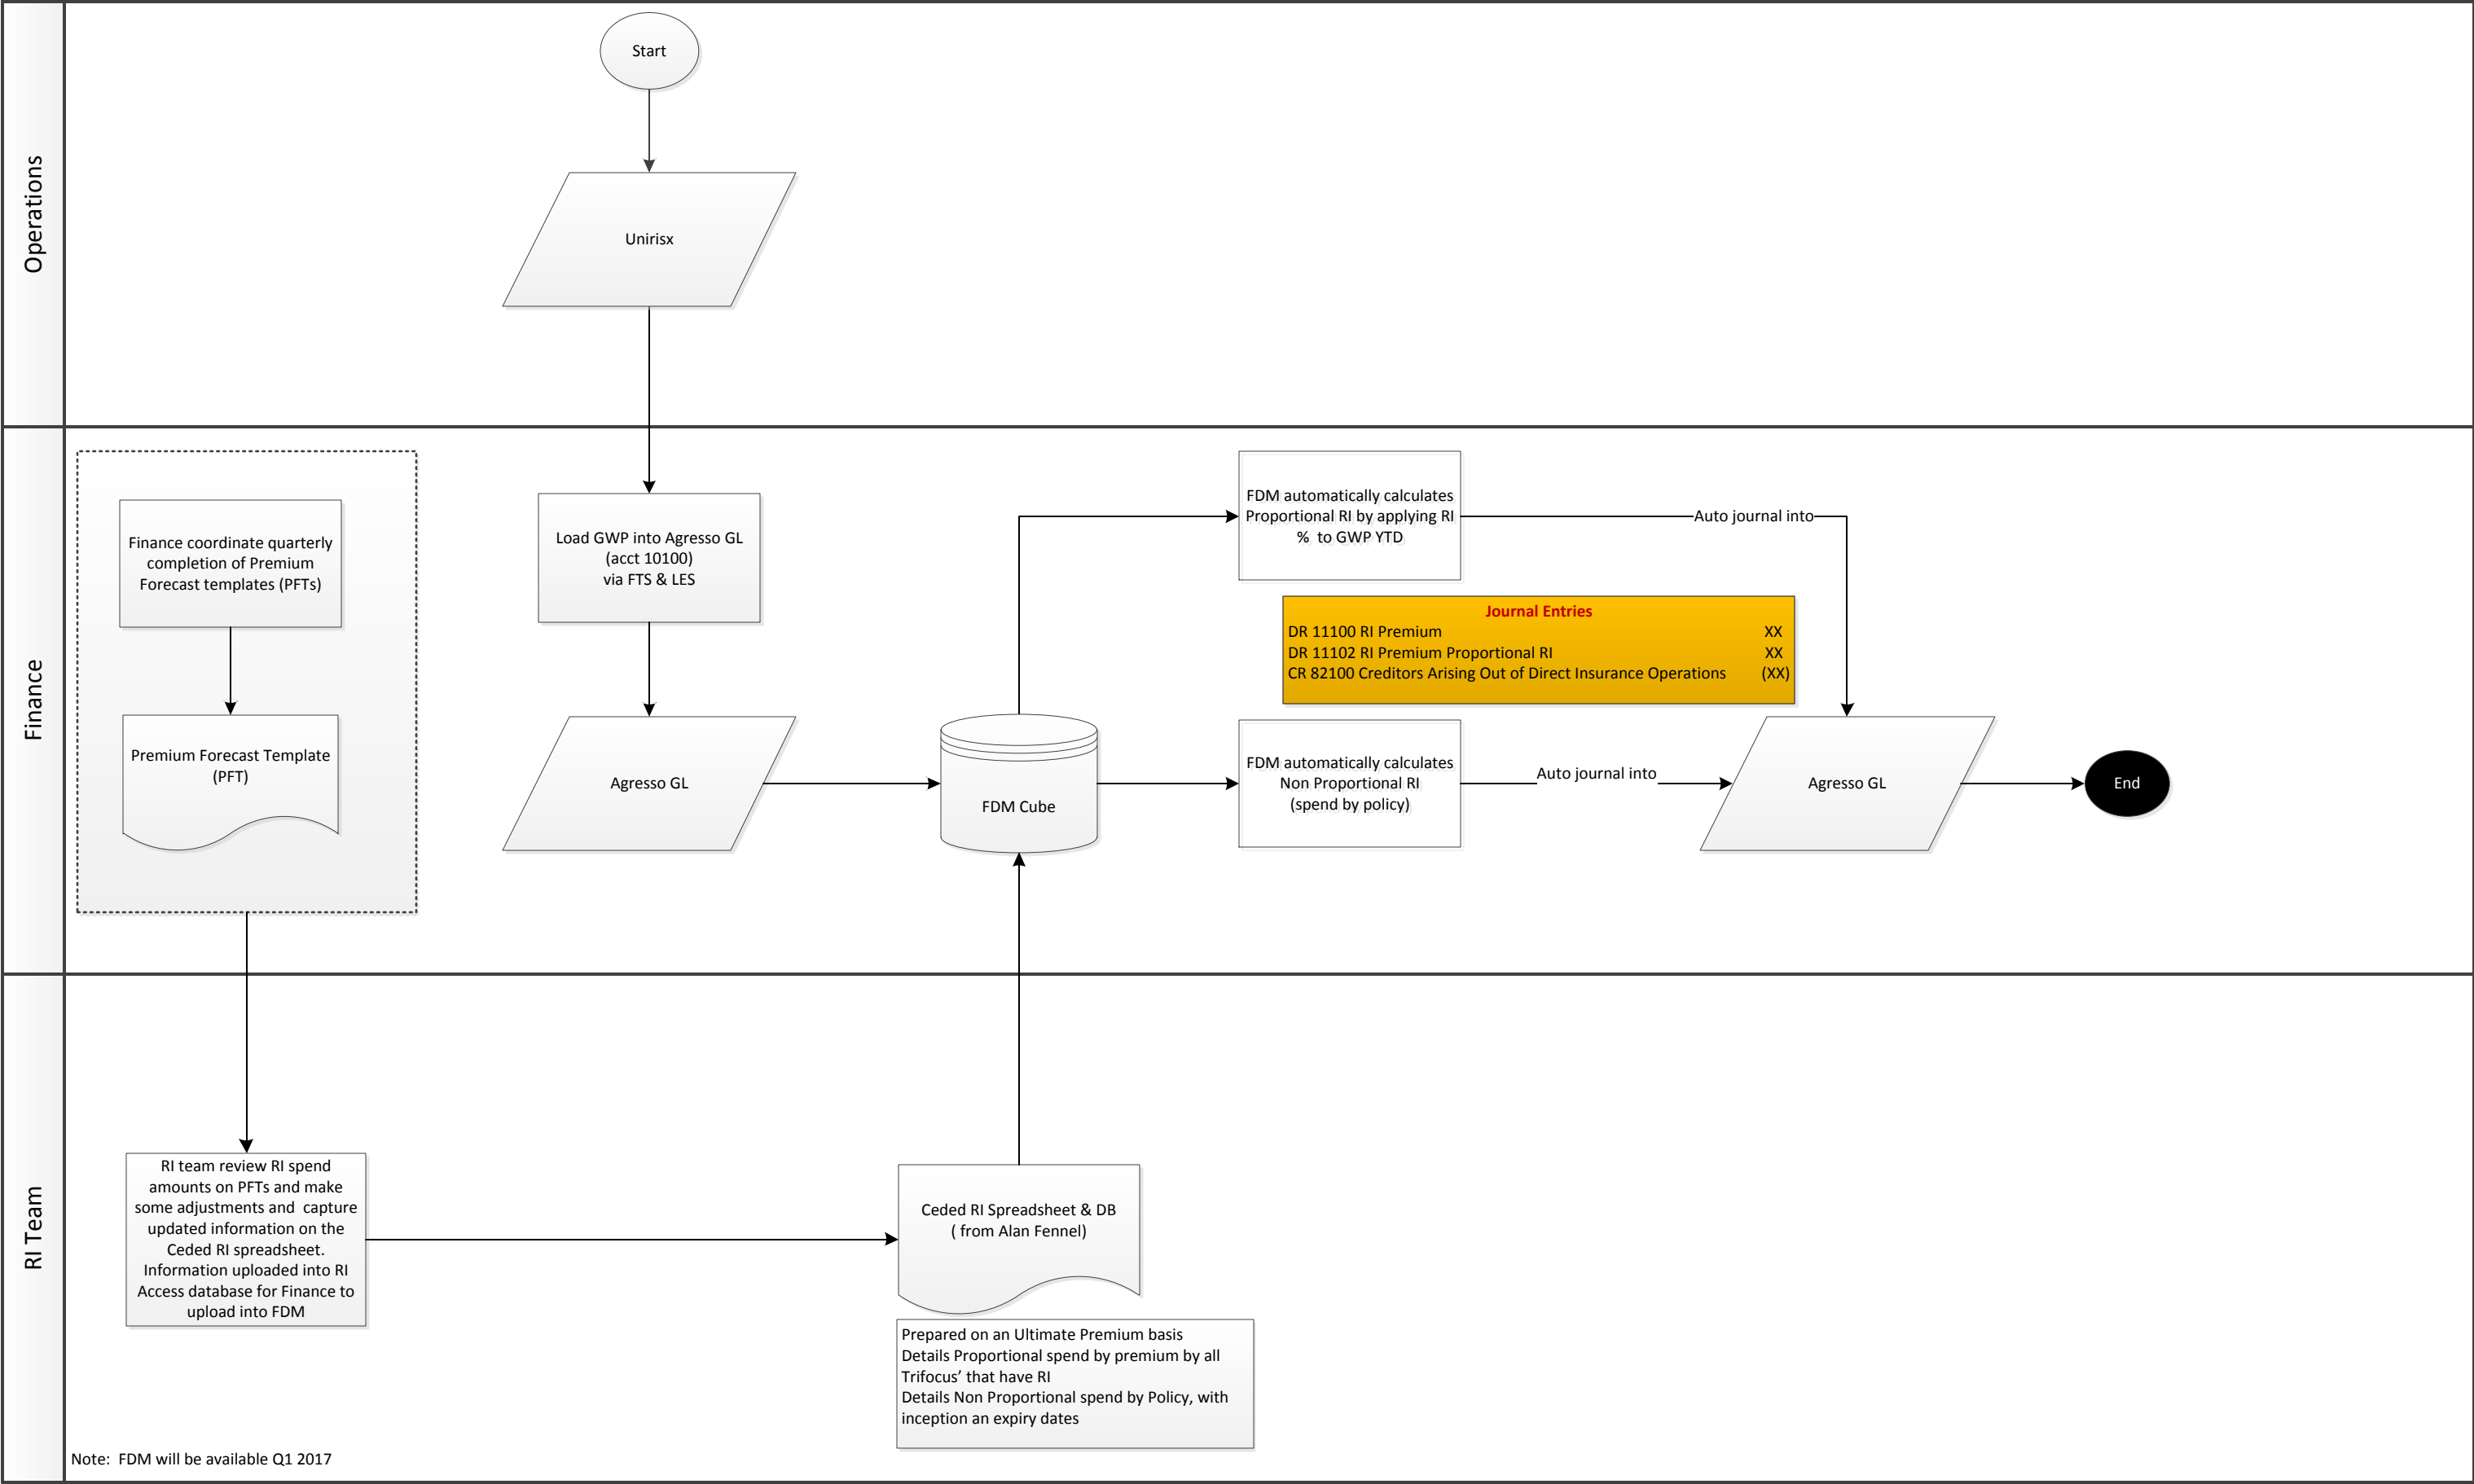 Operations
Start
Unirisx
Finance
Finance coordinate quarterly
completion of Premium
Forecast templates (PFTs)
Premium Forecast Template
(PFT)
Load GWP into Agresso GL
(acct 10100)
via FTS & LES
Agresso GL
FDM Cube
FDM automatically calculates
Proportional RI by applying RI
% to GWP YTD
Auto journal into
Journal Entries
DR 11100 RI Premium XX
DR 11102 RI Premium Proportional RI XX
CR 82100 Creditors Arising Out of Direct Insurance Operations (XX)
FDM automatically calculates
Non Proportional RI
(spend by policy)
Auto journal into
Agresso GL
End
RI Team
RI team review RI spend
amounts on PFTs and make
some adjustments and capture
updated information on the
Ceded RI spreadsheet.
Information uploaded into RI
Access database for Finance to
upload into FDM
Ceded RI Spreadsheet & DB
( from Alan Fennel)
Prepared on an Ultimate Premium basis
Details Proportional spend by premium by all
Trifocus’ that have RI
Details Non Proportional spend by Policy, with
inception an expiry dates
Note: FDM will be available Q1 2017